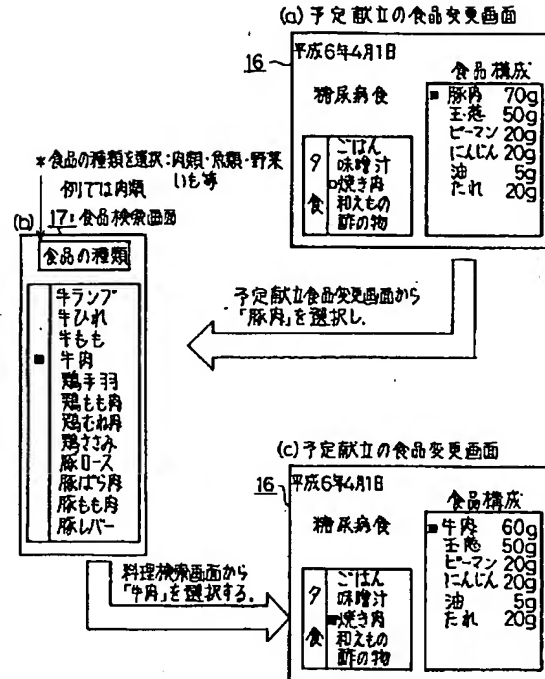 (a)予定献立の食品変更画面
16
平成6年4月1日
糖尿病食
食品構成
■豚肉 70g
玉葱 50g
ピーマン 20g
にんじん 20g
油 5g
たれ 20g
夕食
ごはん
味噌汁
□焼き肉
和えもの
酢の物
*食品の種類を選択:肉類・魚類・野菜
いも等
例では肉類
(b) 17:食品検索画面
食品の種類
牛ランプ
牛ひれ
牛もも
■牛肉
鶏手羽
鶏もも肉
鶏むね肉
鶏ささみ
豚ロース
豚ばら肉
豚もも肉
豚レバー
予定献立食品変更画面から
「豚肉」を選択し.
(c)予定献立の食品変更画面
16
平成6年4月1日
糖尿病食
食品構成
■牛肉 60g
玉葱 50g
ピーマン 20g
にんじん 20g
油 5g
たれ 20g
夕食
ごはん
味噌汁
■焼き肉
和えもの
酢の物
料理検索画面から
「牛肉」を選択する.